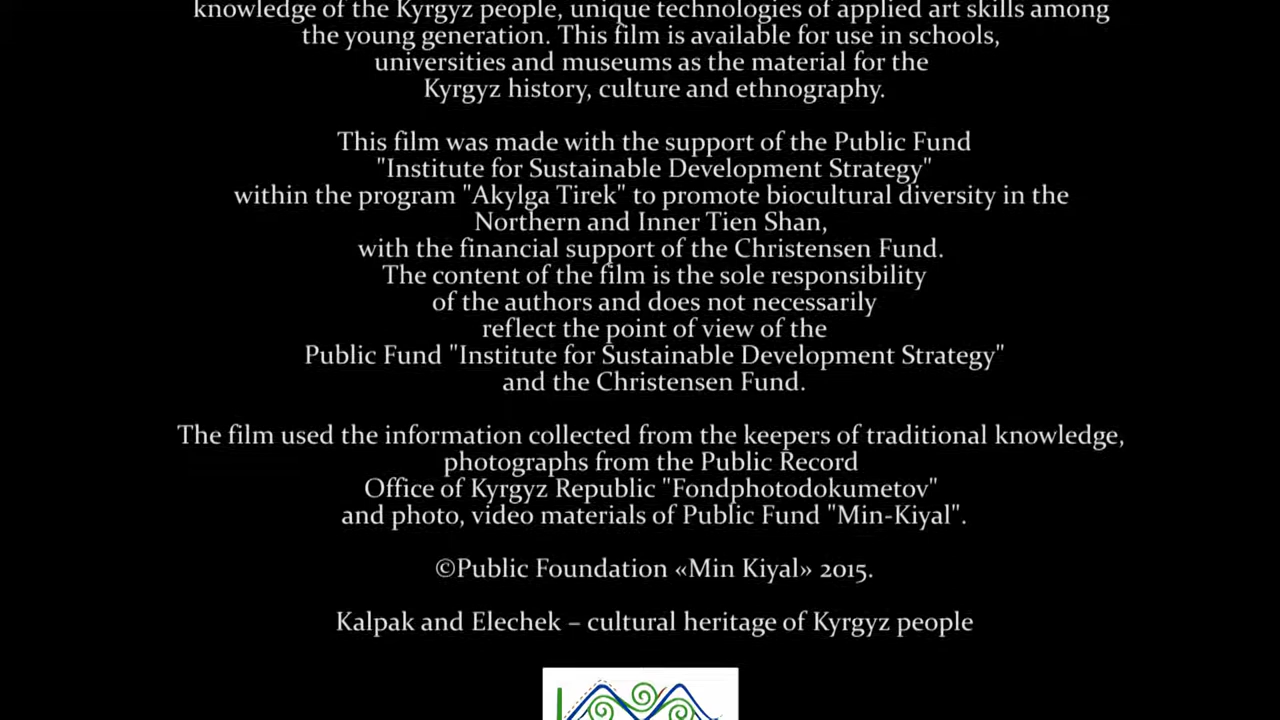 knowledge of the Kyrgyz people, unique technologies of applied art skills among
the young generation. This film is available for use in schools,
universities and museums as the material for the
Kyrgyz history, culture and ethnography.
This film was made with the support of the Public Fund
"Institute for Sustainable Development Strategy"
within the program "Akylga Tirek" to promote biocultural diversity in the
Northern and Inner Tien Shan,
with the financial support of the Christensen Fund.
The content of the film is the sole responsibility
of the authors and does not necessarily
reflect the point of view of the
Public Fund "Institute for Sustainable Development Strategy"
and the Christensen Fund.
The film used the information collected from the keepers of traditional knowledge,
photographs from the Public Record
Office of Kyrgyz Republic "Fondphotodokumetov"
and photo, video materials of Public Fund "Min-Kiyal".
©Public Foundation «Min Kiyal» 2015.
Kalpak and Elechek – cultural heritage of Kyrgyz people